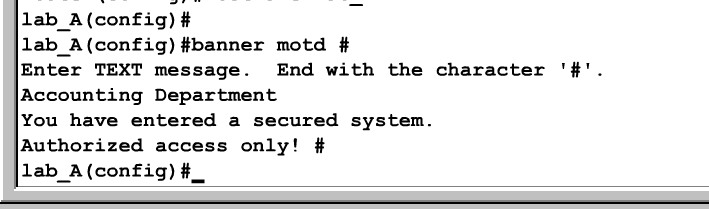 lab_A(config)#
lab_A(config)#banner motd #
Enter TEXT message.  End with the character '#'.
Accounting Department
You have entered a secured system.
Authorized access only! #
lab_A(config)#_